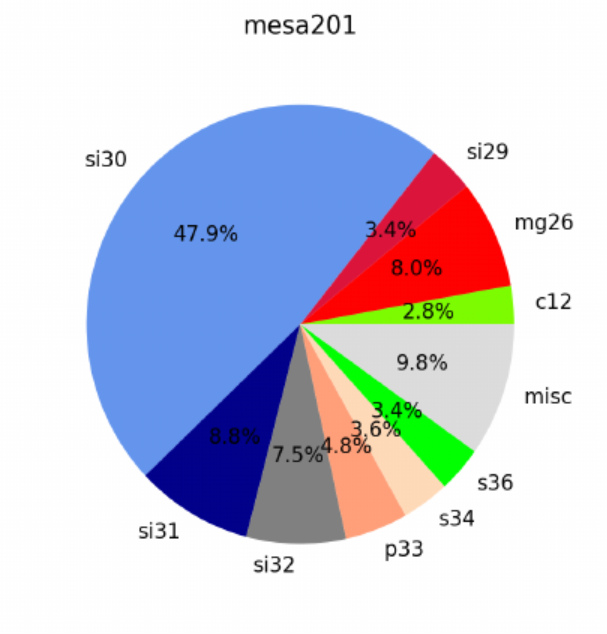 mesa201
si30
47.9%
si29
3.4%
mg26
8.0%
c12
2.8%
misc
9.8%
s36
3.4%
s34
3.6%
p33
4.8%
si32
7.5%
si31
8.8%